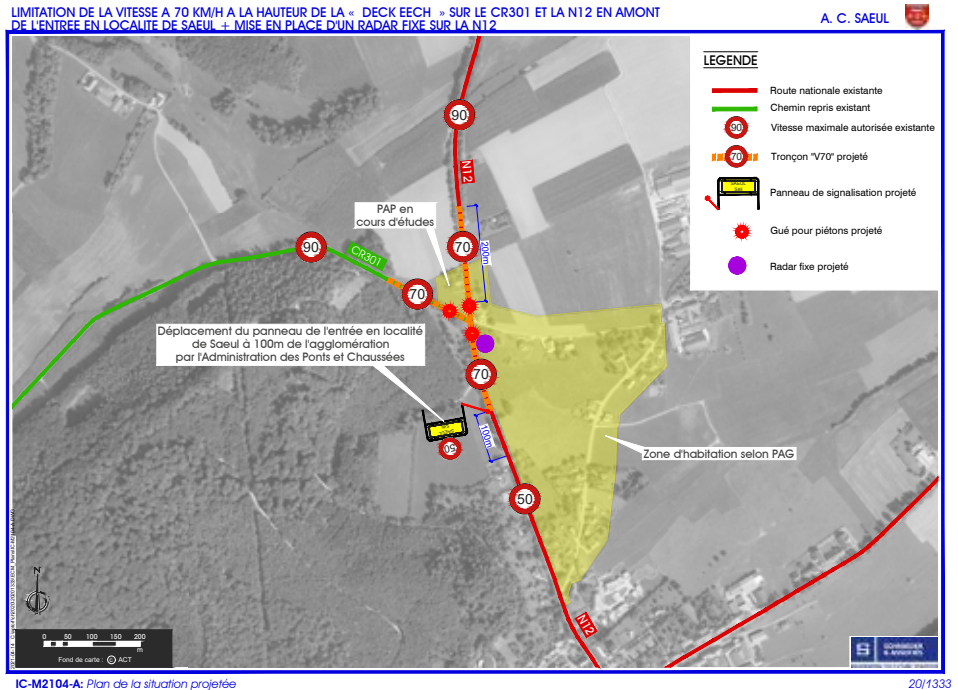 LIMITATION DE LA VITESSE A 70 KM/H A LA HAUTEUR DE LA « DECK EECH » SUR LE CR301 ET LA N12 EN AMONT
DE L'ENTREE EN LOCALITE DE SAEUL + MISE EN PLACE D'UN RADAR FIXE SUR LA N12
A. C. SAEUL
LEGENDE
Route nationale existante
Chemin repris existant
90
Vitesse maximale autorisée existante
70
Tronçon "V70" projeté
SAEUL
Panneau de signalisation projeté
Gué pour piétons projeté
Radar fixe projeté
90
N12
PAP en
cours d'études
90
CR301
70
200m
70
Déplacement du panneau de l'entrée en localité
de Saeul à 100m de l'agglomération
par l'Administration des Ponts et Chaussées
70
100m
50
Zone d'habitation selon PAG
50
N12
N
0 50 100 150 200
m
Fond de carte : © ACT
S
SCHROEDER
& ASSOCIES
IC-M2104-A: Plan de la situation projetée
20/1333